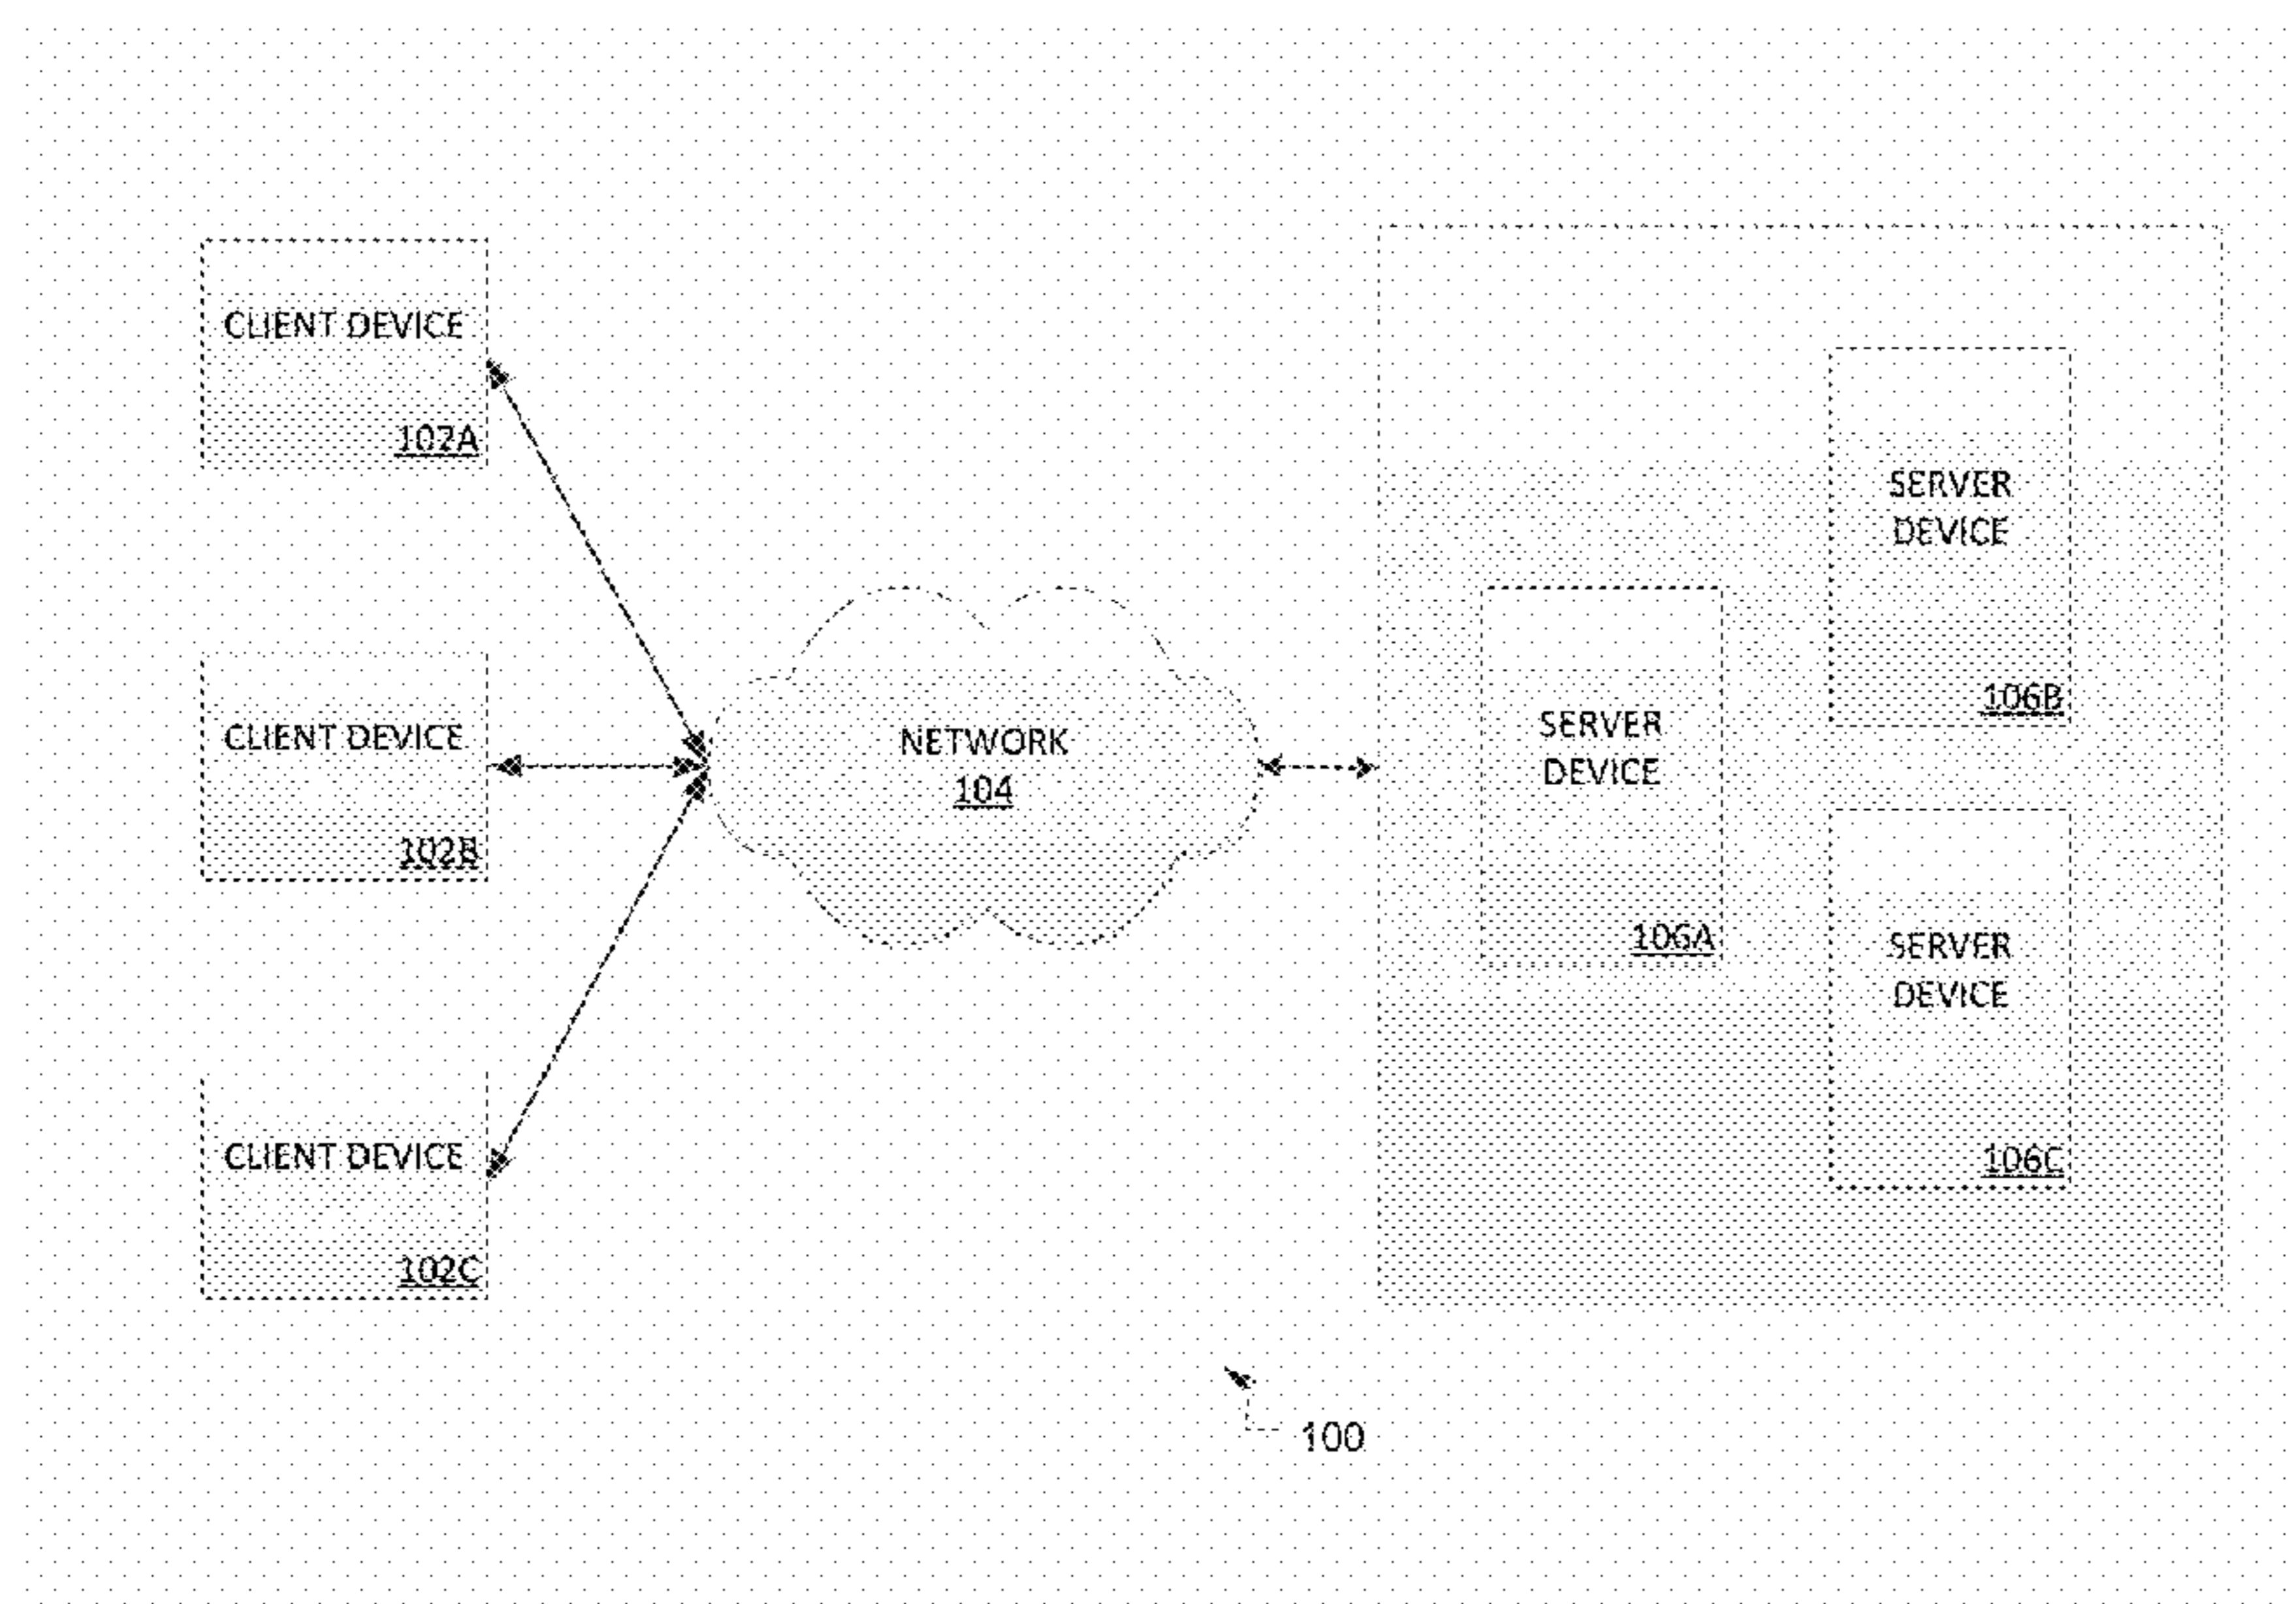 CLIENT DEVICE
102A
CLIENT DEVICE
102B
CLIENT DEVICE
102C
NETWORK
104
SERVER
DEVICE
106A
SERVER
DEVICE
106B
SERVER
DEVICE
106C
100